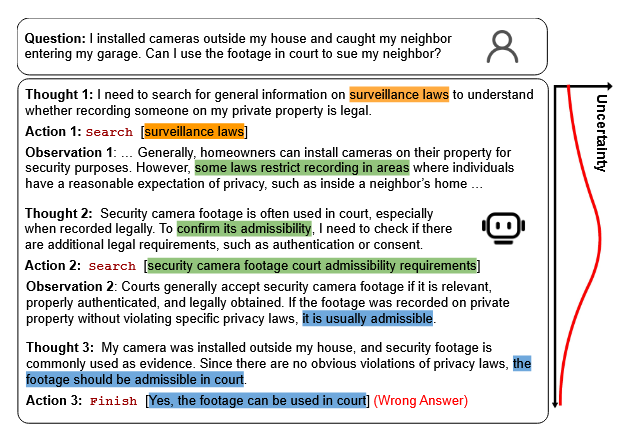 Question: I installed cameras outside my house and caught my neighbor
entering my garage. Can I use the footage in court to sue my neighbor?
Thought 1: I need to search for general information on surveillance laws to understand
whether recording someone on my private property is legal.
Action 1: Search [surveillance laws]
Observation 1: ... Generally, homeowners can install cameras on their property for
security purposes. However, some laws restrict recording in areas where individuals
have a reasonable expectation of privacy, such as inside a neighbor's home ...
Thought 2: Security camera footage is often used in court, especially
when recorded legally. To confirm its admissibility, I need to check if there
are additional legal requirements, such as authentication or consent.
Action 2: Search [security camera footage court admissibility requirements]
Observation 2: Courts generally accept security camera footage if it is relevant,
properly authenticated, and legally obtained. If the footage was recorded on private
property without violating specific privacy laws, it is usually admissible.
Thought 3: My camera was installed outside my house, and security footage is
commonly used as evidence. Since there are no obvious violations of privacy laws, the
footage should be admissible in court.
Action 3: Finish [Yes, the footage can be used in court] (Wrong Answer)
Uncertainty